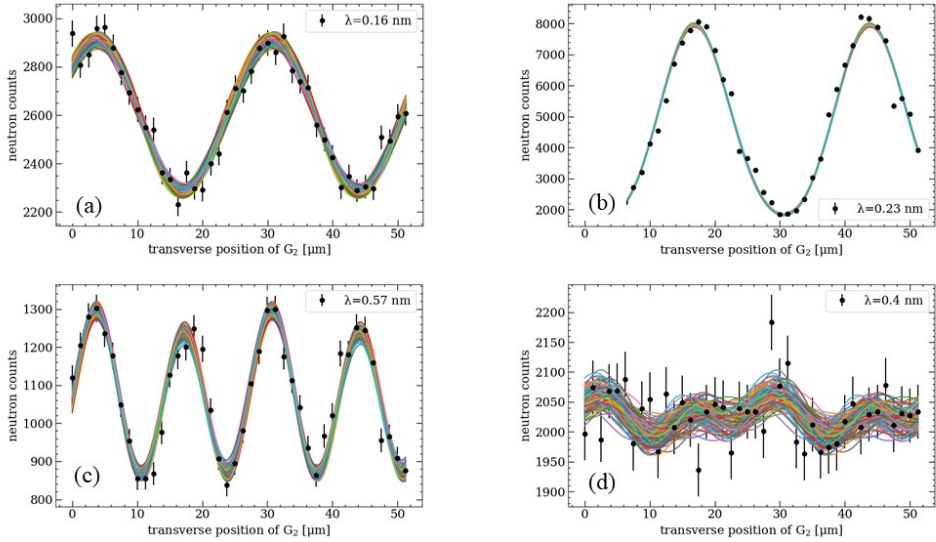 3000
2800
2600
2400
2200
neutron counts
λ=0.16 nm
(a)
0 10 20 30 40 50
transverse position of G₂ [μm]
8000
7000
6000
5000
4000
3000
2000
neutron counts
λ=0.23 nm
(b)
0 10 20 30 40 50
transverse position of G₂ [μm]
1300
1200
1100
1000
900
800
neutron counts
λ=0.57 nm
(c)
0 10 20 30 40 50
transverse position of G₂ [μm]
2200
2150
2100
2050
2000
1950
1900
neutron counts
λ=0.4 nm
(d)
0 10 20 30 40 50
transverse position of G₂ [μm]